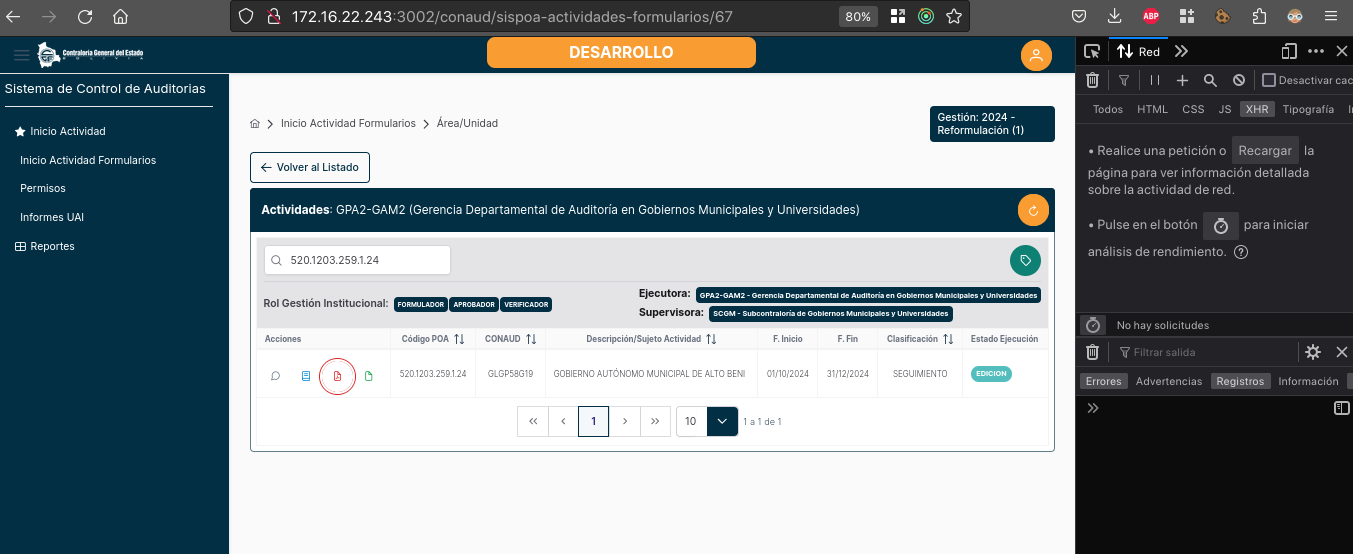 172.16.22.243:3002/conaud/sispoa-actividades-formularios/67
80%
ABP
Contraloría General del Estado
BOLIVIA
DESARROLLO
Red
Sistema de Control de Auditorias
Desactivar cac
Todos HTML CSS JS XHR Tipografía
Inicio Actividad
Inicio Actividad Formularios
Permisos
Informes UAI
Reportes
Inicio Actividad Formularios
Área/Unidad
Gestión: 2024 -
Reformulación (1)
Volver al Listado
Actividades: GPA2-GAM2 (Gerencia Departamental de Auditoría en Gobiernos Municipales y Universidades)
520.1203.259.1.24
Rol Gestión Institucional: FORMULADOR APROBADOR VERIFICADOR
Ejecutora: GPA2-GAM2 - Gerencia Departamental de Auditoría en Gobiernos Municipales y Universidades
Supervisora: SCGM - Subcontraloría de Gobiernos Municipales y Universidades
Acciones Código POA CONAUD Descripción/Sujeto Actividad F. Inicio F. Fin Clasificación Estado Ejecución
520.1203.259.1.24 GLGP58G19 GOBIERNO AUTÓNOMO MUNICIPAL DE ALTO BENI 01/10/2024 31/12/2024 SEGUIMIENTO EDICION
1 10 1 a 1 de 1
• Realice una petición o Recargar la
página para ver información detallada
sobre la actividad de red.
• Pulse en el botón para iniciar
análisis de rendimiento.
No hay solicitudes
Filtrar salida
Errores Advertencias Registros Información